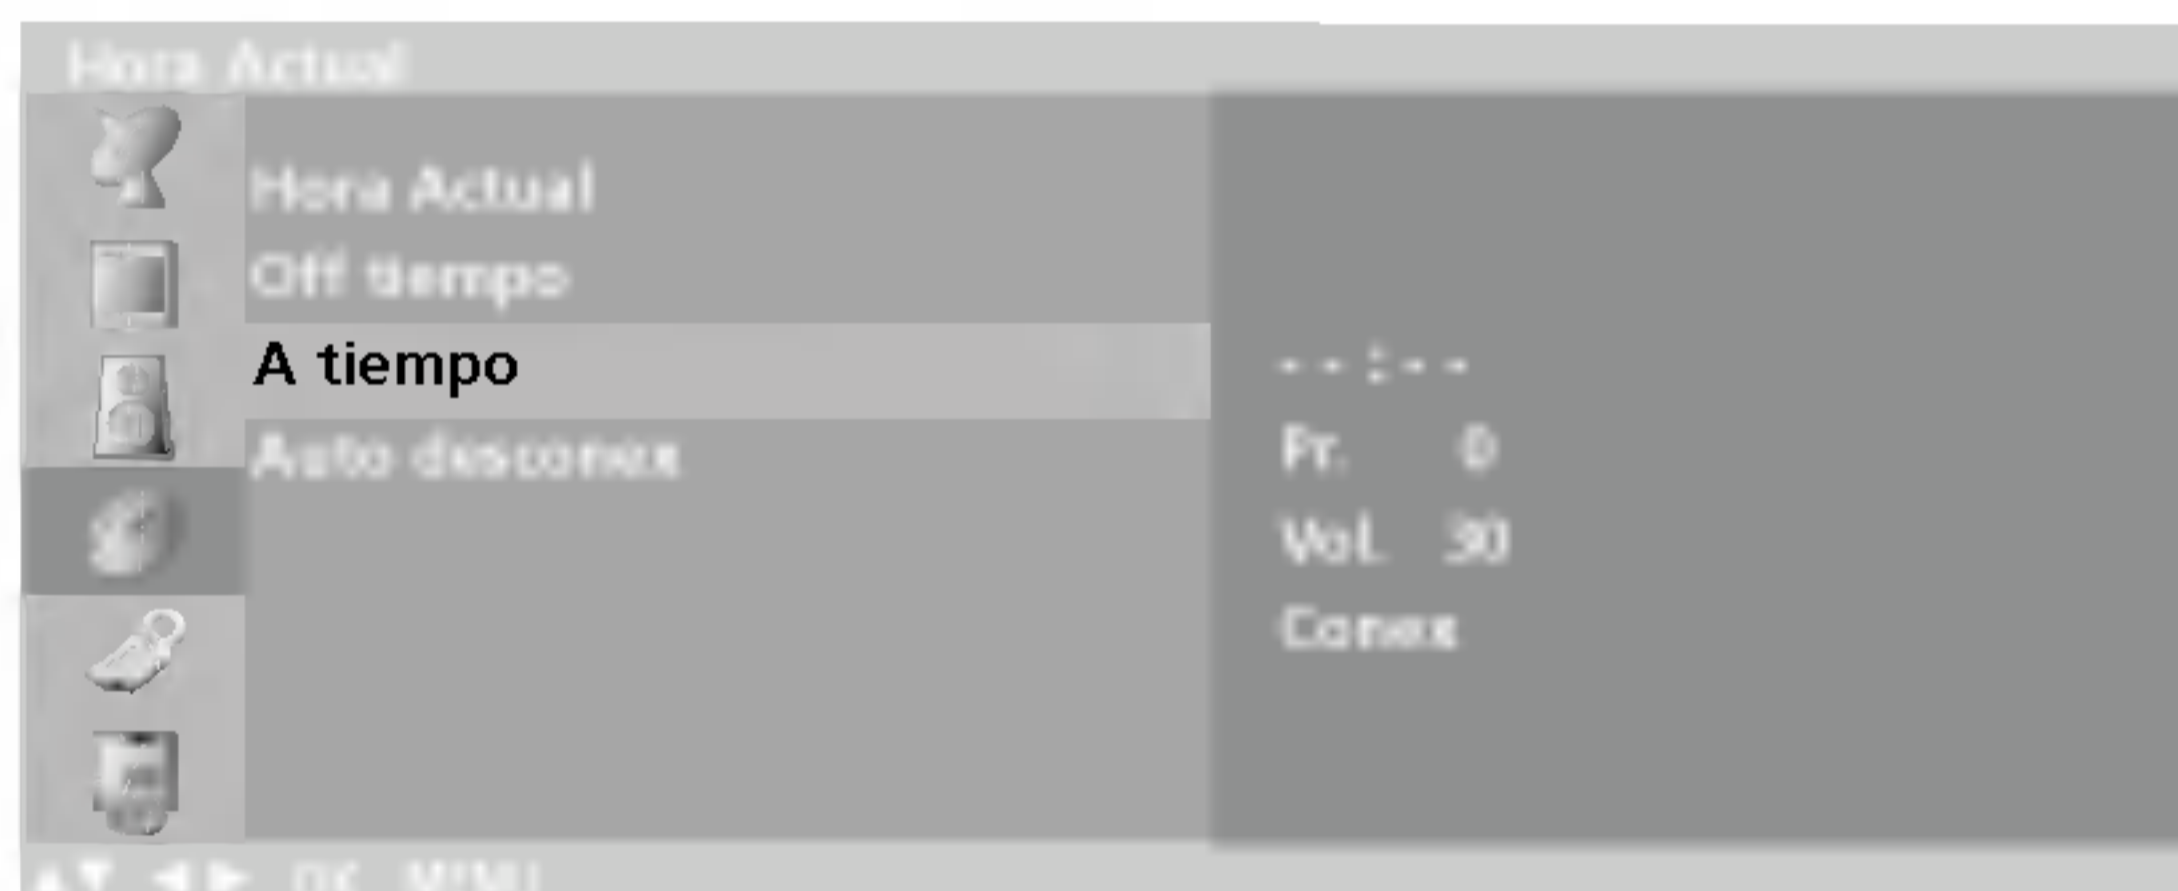 Hora Actual
Hora Actual
Off tiempo
A tiempo
--:--
Auto desconex
Pr. 0
Vol. 30
Conex
▲▼ ◀▶ OK MENU